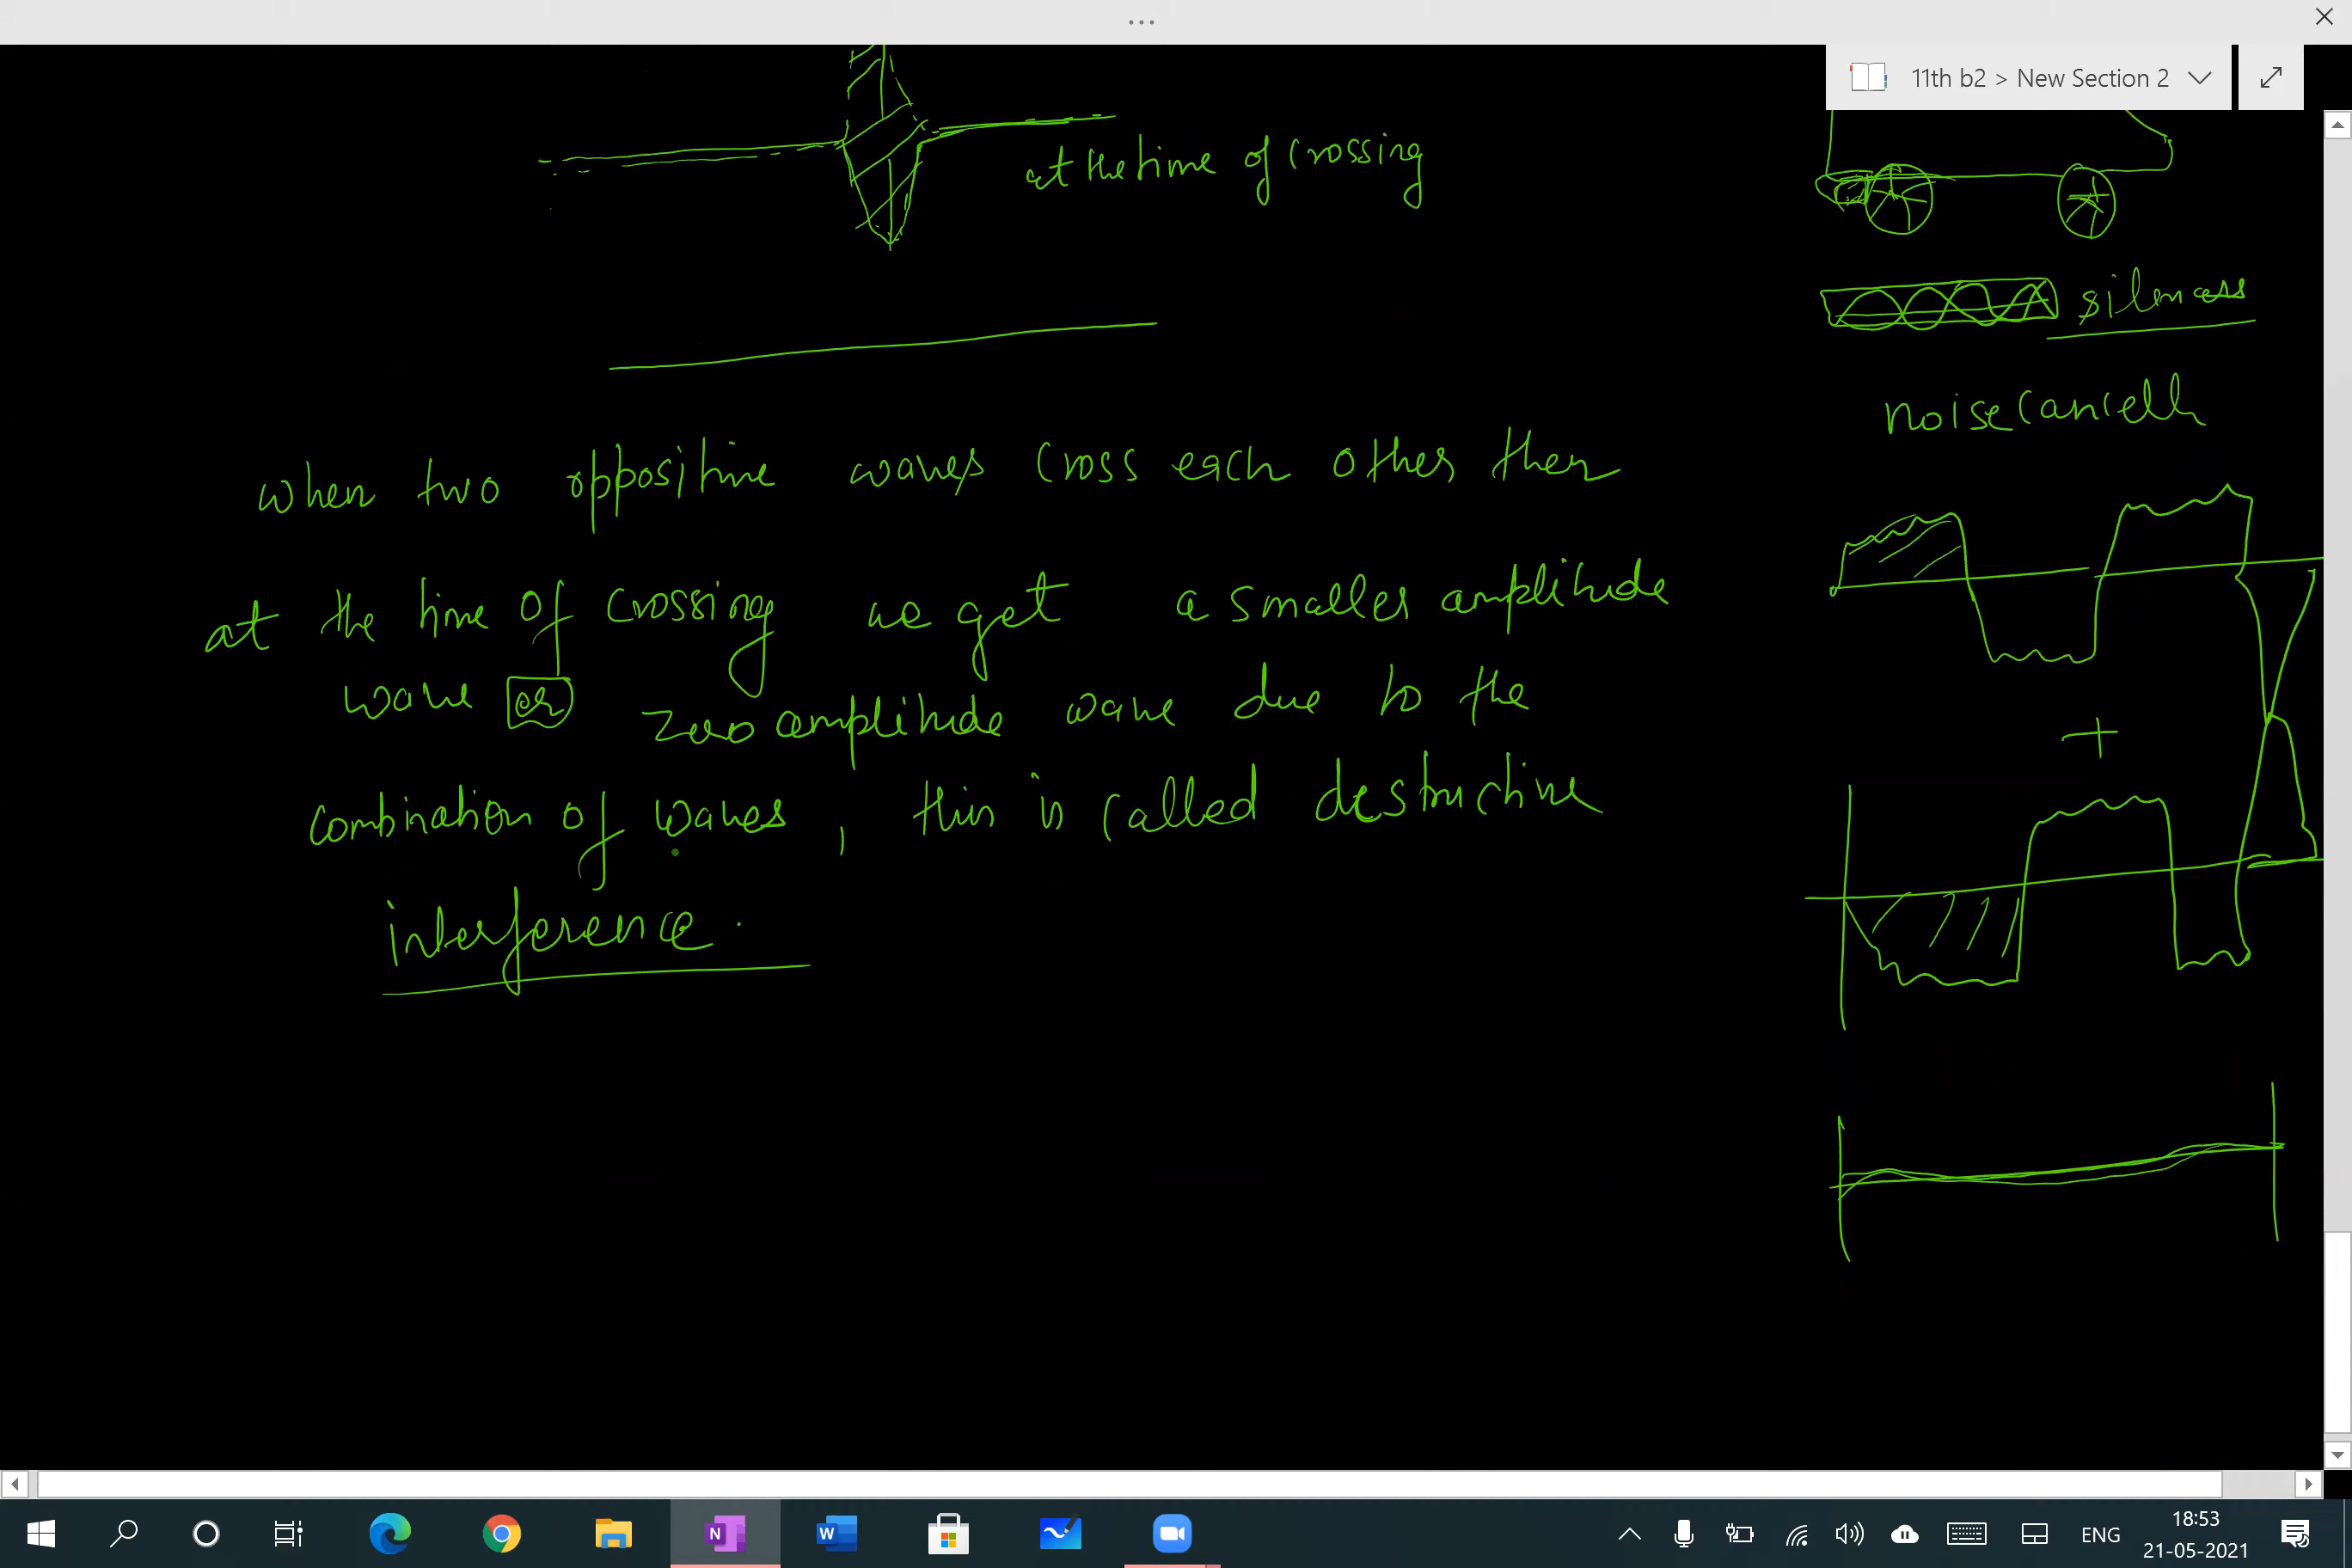 11th b2 > New Section 2
at the time of crossing
silencess
noise cancell
when two oppositive waves cross each other then
at the time of crossing we get a smaller amplitude
wave or zero amplitude wave due to the
combination of waves, this is called destructive
interference.
+
ENG
18:53
21-05-2021